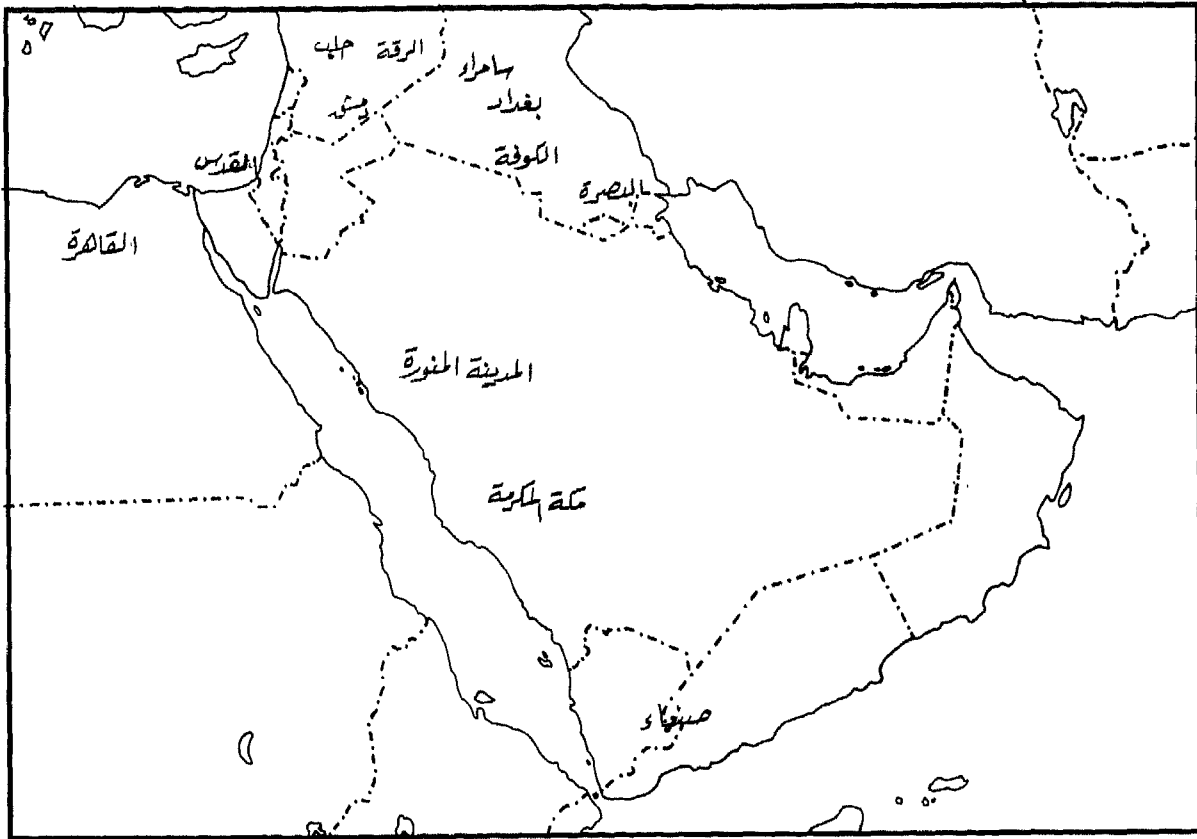 حلب
الرقة
سامراء
بغداد
دمشق
الكوفة
القدس
البصرة
القاهرة
المدينة المنورة
مكة المكرمة
صنعاء